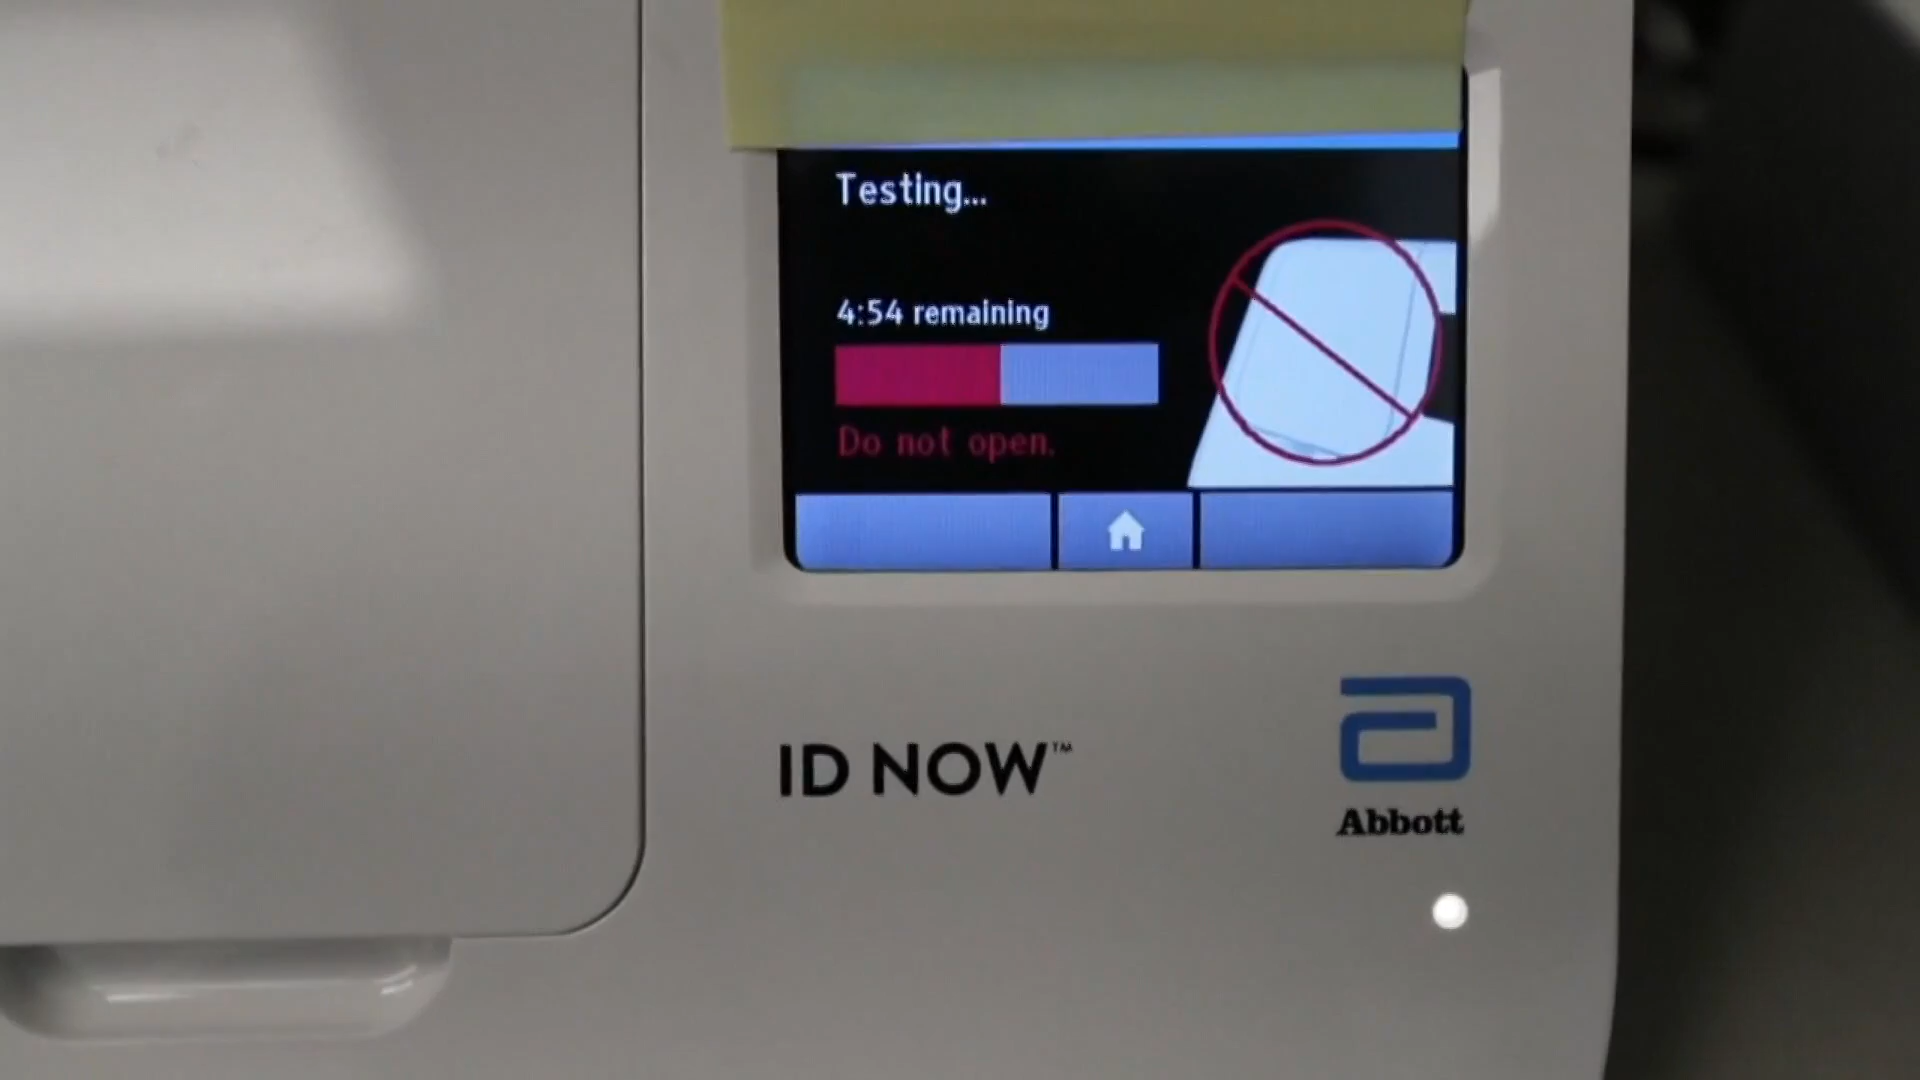 Testing...
4:54 remaining
Do not open.
ID NOW™
Abbott